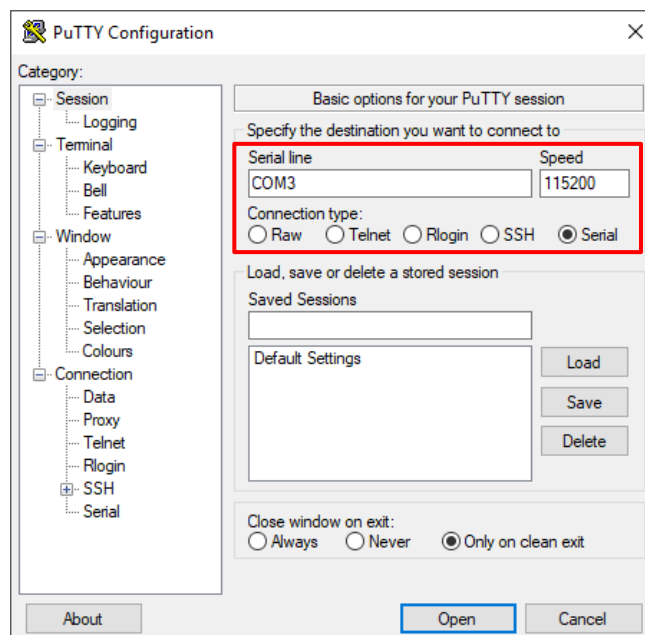 PuTTY Configuration
Category:
Session
Logging
Terminal
Keyboard
Bell
Features
Window
Appearance
Behaviour
Translation
Selection
Colours
Connection
Data
Proxy
Telnet
Rlogin
SSH
Serial
Basic options for your PuTTY session
Specify the destination you want to connect to
Serial line Speed
COM3 115200
Connection type:
Raw Telnet Rlogin SSH Serial
Load, save or delete a stored session
Saved Sessions
Default Settings
Load
Save
Delete
Close window on exit:
Always Never Only on clean exit
About Open Cancel